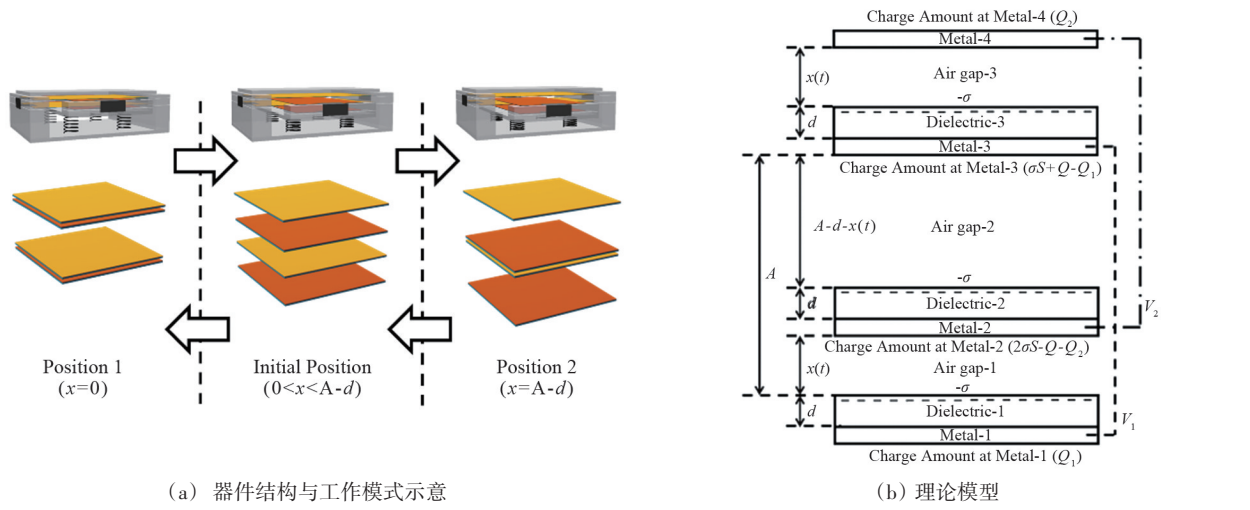 Position 1
(x=0)
Initial Position
(0<x<A-d)
Position 2
(x=A-d)
(a) 器件结构与工作模式示意
Charge Amount at Metal-4 (Q₂)
Metal-4
x(t)
Air gap-3
-σ
d
Dielectric-3
Metal-3
Charge Amount at Metal-3 (σS+Q-Q₁)
A-d-x(t)
Air gap-2
A
-σ
d
Dielectric-2
V₂
Metal-2
Charge Amount at Metal-2 (2σS-Q-Q₂)
x(t)
Air gap-1
-σ
d
Dielectric-1
V₁
Metal-1
Charge Amount at Metal-1 (Q₁)
(b) 理论模型